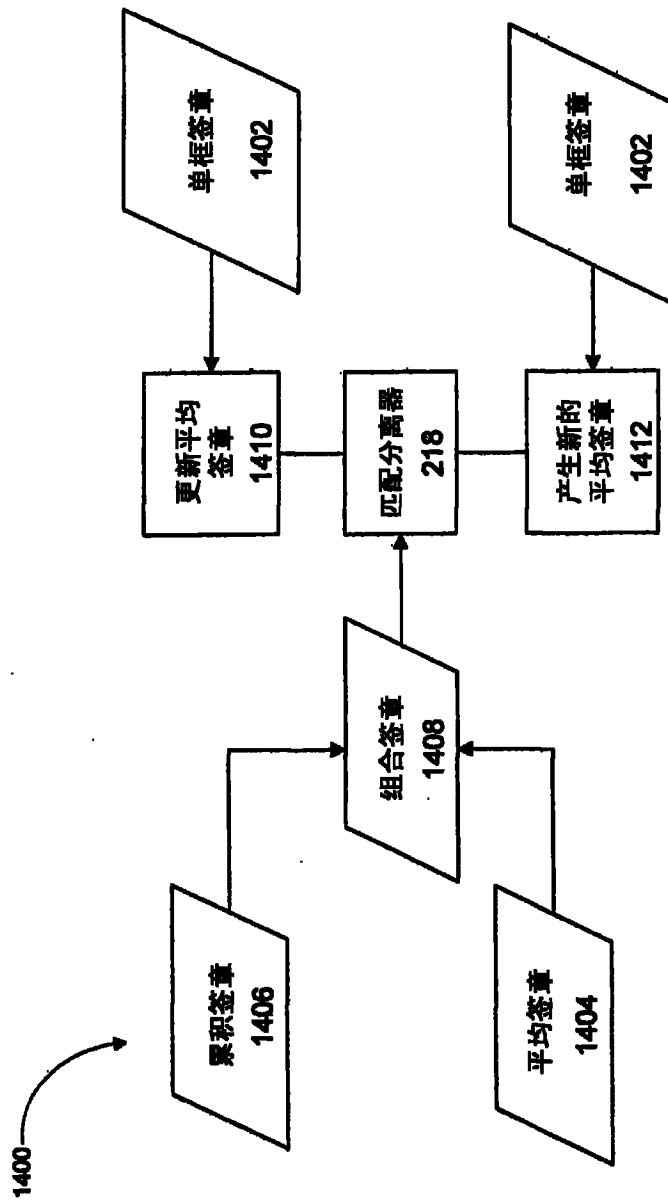 1400
累积签章
1406
更新平均
签章
1410
单框签章
1402
组合签章
1408
匹配分离器
218
平均签章
1404
产生新的
平均签章
1412
单框签章
1402